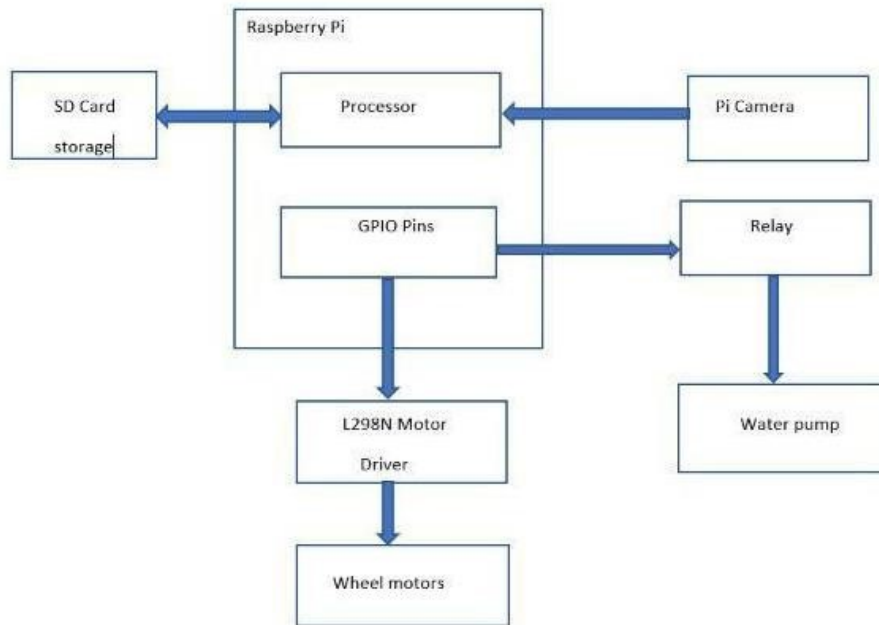 Raspberry Pi
SD Card
storage
Processor
Pi Camera
GPIO Pins
Relay
L298N Motor
Driver
Water pump
Wheel motors